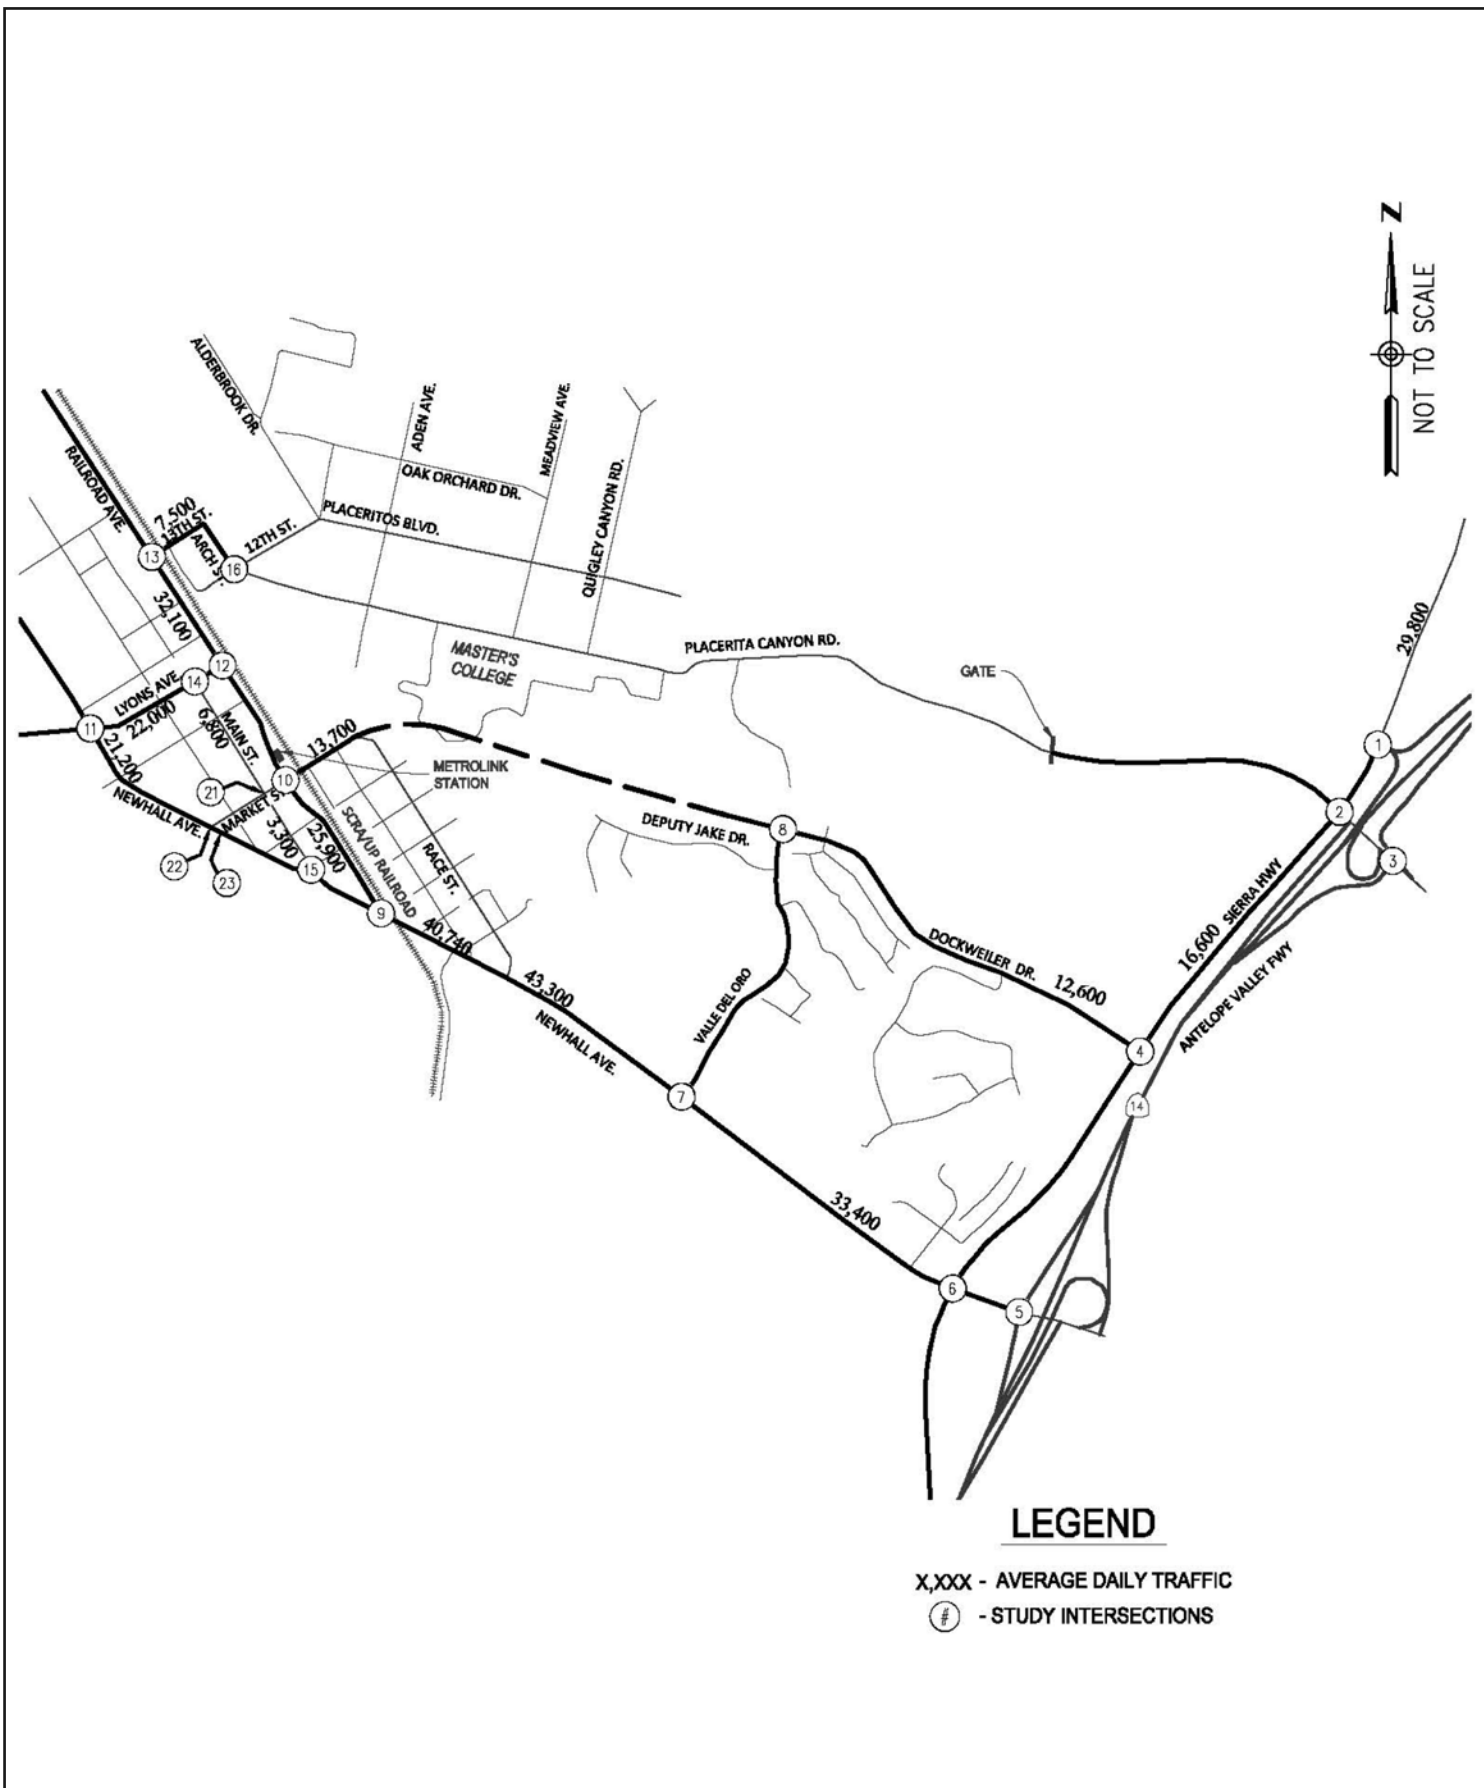 N
NOT TO SCALE
ALDERBROOK DR.
ADEN AVE.
MEADVIEW AVE.
OAK ORCHARD DR.
QUIGLEY CANYON RD.
RAILROAD AVE.
7,500
13TH ST.
ARCH ST.
12TH ST.
PLACERITOS BLVD.
13
16
32,100
29,800
MASTER'S
COLLEGE
PLACERITA CANYON RD.
GATE
12
14
LYONS AVE.
22,000
11
21,200
6,800
MAIN ST.
13,700
METROLINK
STATION
1
2
3
10
21
MARKET ST.
NEWHALL AVE.
3,300
25,900
SCRA/UP RAILROAD
RACE ST.
DEPUTY JAKE DR.
8
22
23
15
9
40,740
43,300
NEWHALL AVE.
VALLE DEL ORO
DOCKWEILER DR.
12,600
16,600
SIERRA HWY
ANTELOPE VALLEY FWY
4
14
7
33,400
6
5
LEGEND
X,XXX - AVERAGE DAILY TRAFFIC
# - STUDY INTERSECTIONS